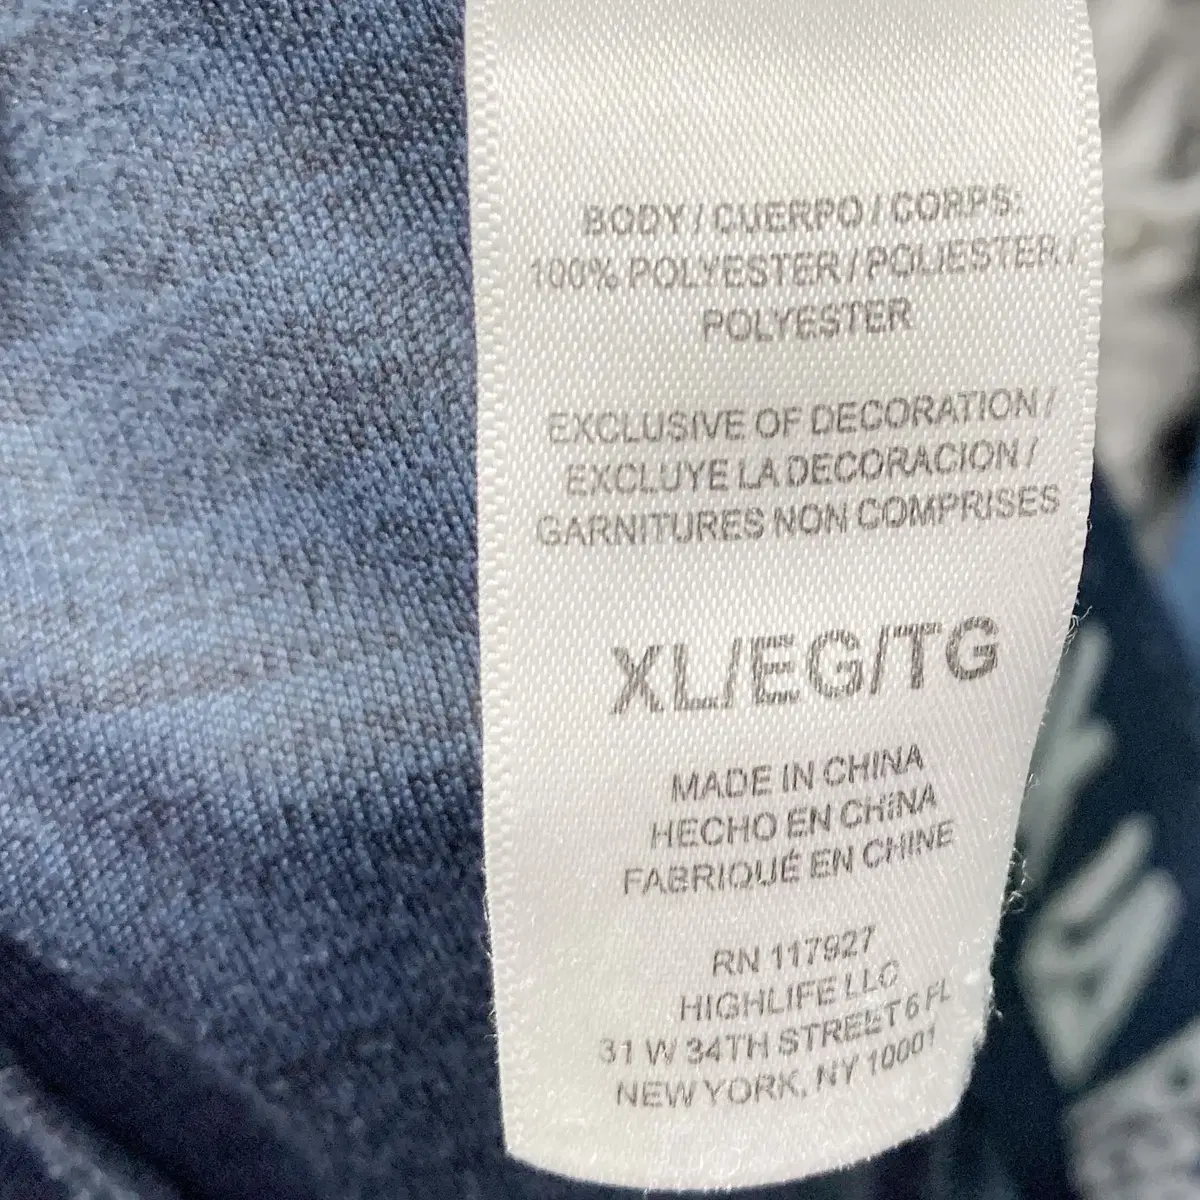 BODY / CUERPO / CORPS:
100% POLYESTER / POLIESTER /
POLYESTER
EXCLUSIVE OF DECORATION /
EXCLUYE LA DECORACION /
GARNITURES NON COMPRISES
XL/EG/TG
MADE IN CHINA
HECHO EN CHINA
FABRIQUÉ EN CHINE
RN 117927
HIGHLIFE LLC
31 W 34TH STREET 6 FL
NEW YORK, NY 10001